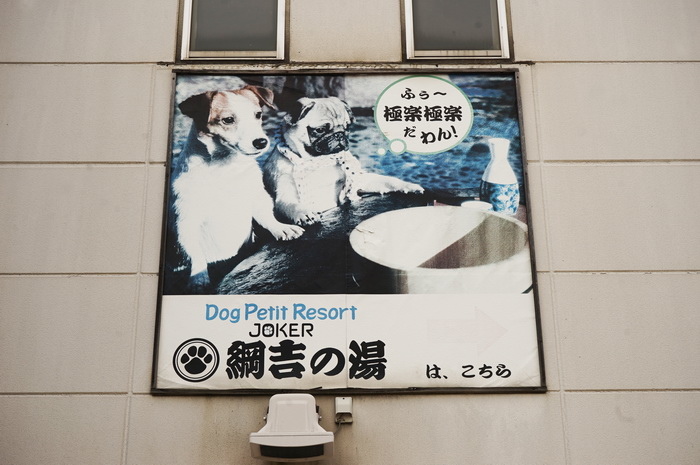 ふぅ〜
極楽極楽
だわん!
Dog Petit Resort
JOKER
綱吉の湯
は、こちら